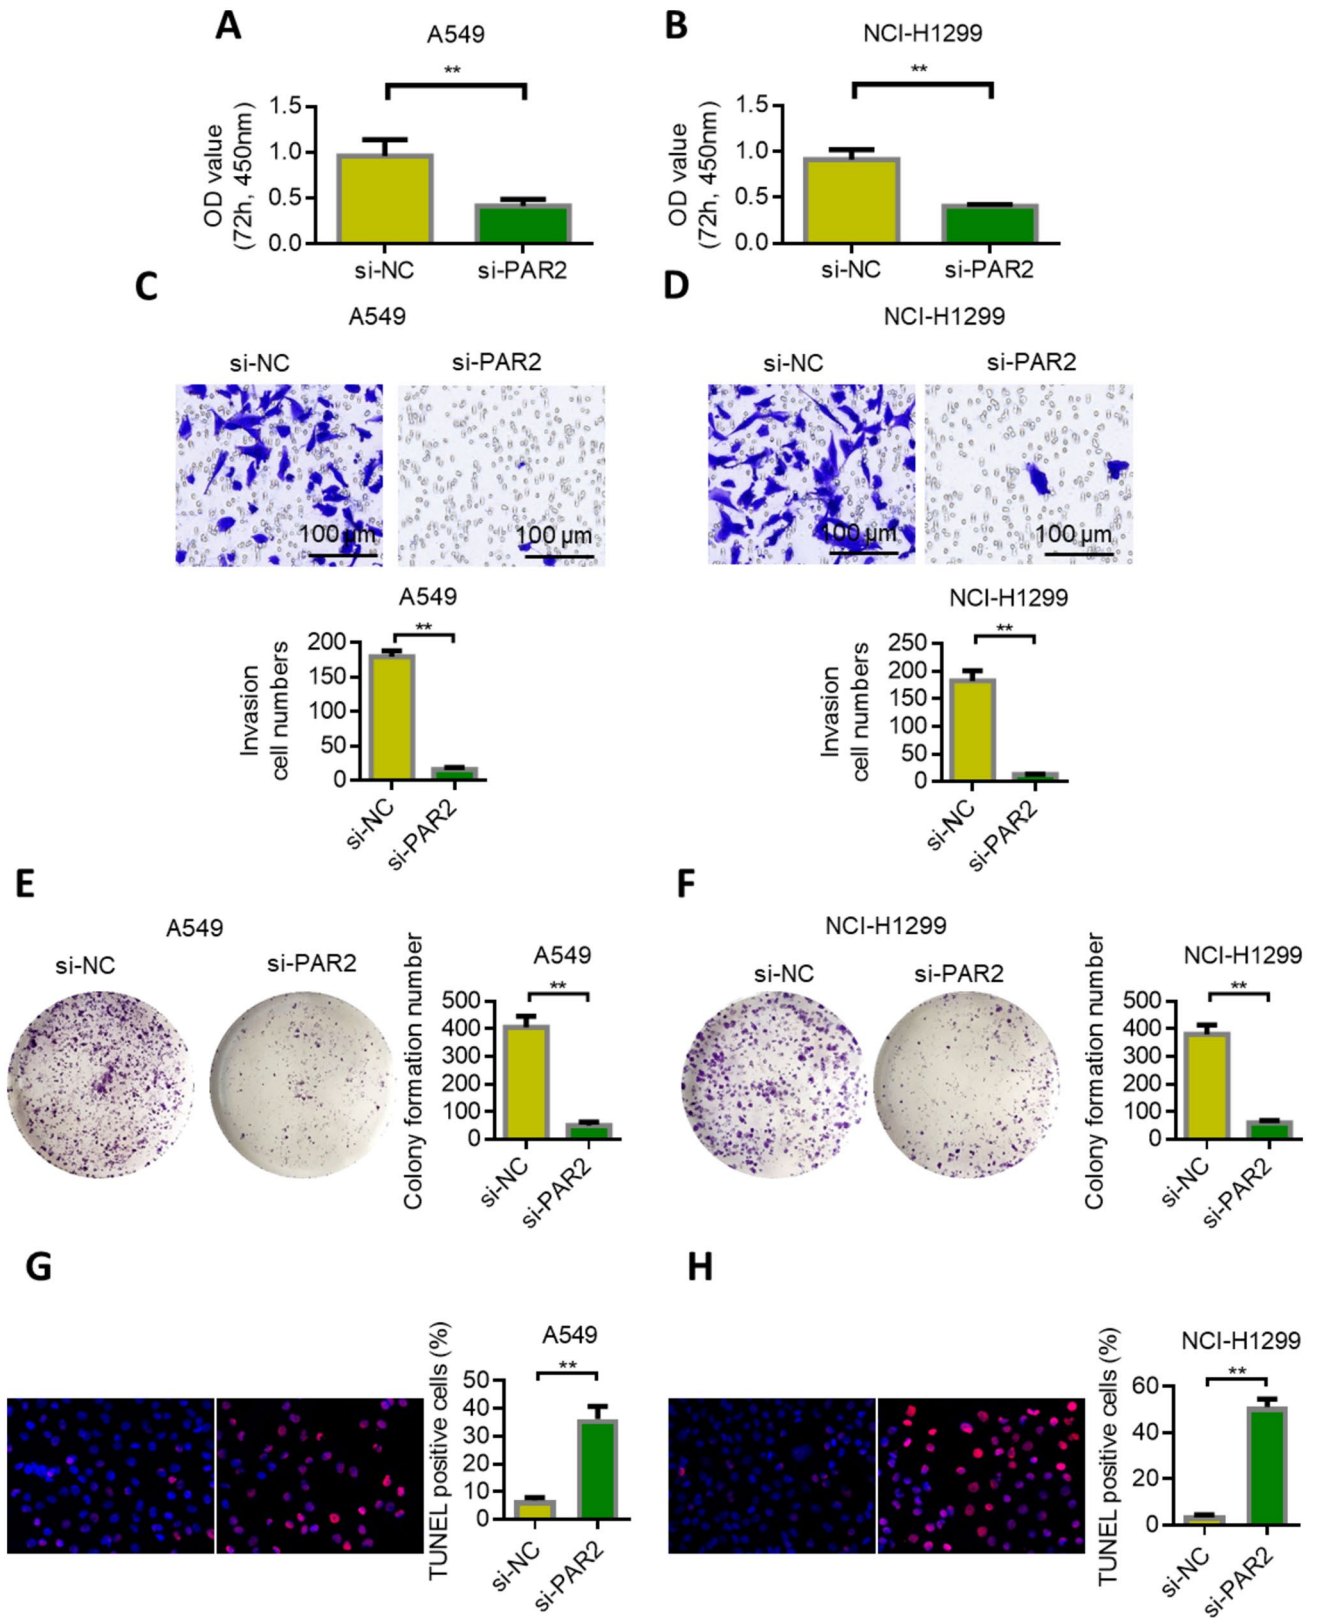 A
A549
**
OD value
(72h, 450nm)
1.5
1.0
0.5
0.0
si-NC
si-PAR2
B
NCI-H1299
**
OD value
(72h, 450nm)
1.5
1.0
0.5
0.0
si-NC
si-PAR2
C
A549
si-NC
si-PAR2
100 µm
100 µm
A549
**
Invasion
cell numbers
200
150
100
50
0
si-NC
si-PAR2
D
NCI-H1299
si-NC
si-PAR2
100 µm
100 µm
NCI-H1299
**
Invasion
cell numbers
250
200
150
100
50
0
si-NC
si-PAR2
E
A549
si-NC
si-PAR2
Colony formation number
A549
**
500
400
300
200
100
0
si-NC
si-PAR2
F
NCI-H1299
si-NC
si-PAR2
Colony formation number
NCI-H1299
**
500
400
300
200
100
0
si-NC
si-PAR2
G
TUNEL positive cells (%)
A549
**
50
40
30
20
10
0
si-NC
si-PAR2
H
TUNEL positive cells (%)
NCI-H1299
**
60
40
20
0
si-NC
si-PAR2